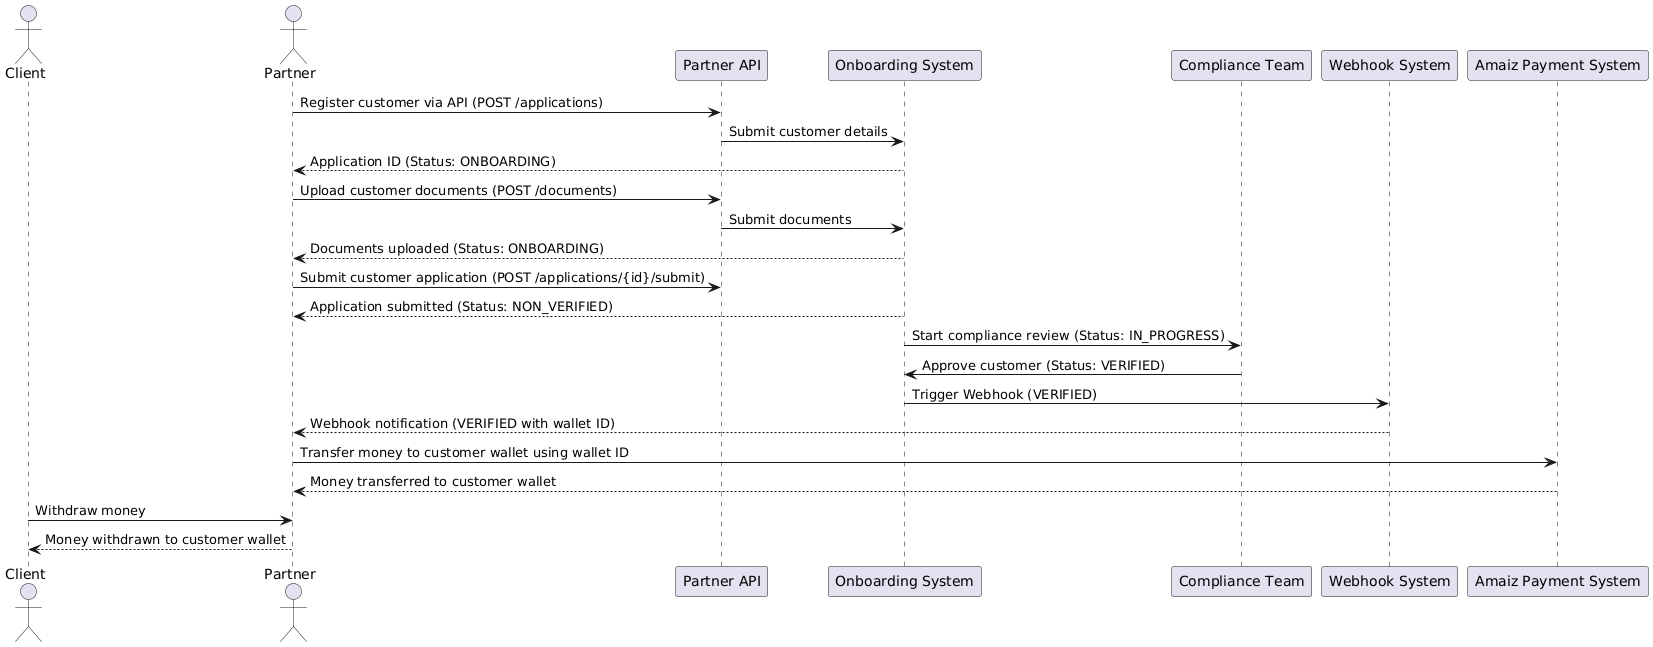 Client
Partner
Partner API
Onboarding System
Compliance Team
Webhook System
Amaiz Payment System
Register customer via API (POST /applications)
Submit customer details
Application ID (Status: ONBOARDING)
Upload customer documents (POST /documents)
Submit documents
Documents uploaded (Status: ONBOARDING)
Submit customer application (POST /applications/{id}/submit)
Application submitted (Status: NON_VERIFIED)
Start compliance review (Status: IN_PROGRESS)
Approve customer (Status: VERIFIED)
Trigger Webhook (VERIFIED)
Webhook notification (VERIFIED with wallet ID)
Transfer money to customer wallet using wallet ID
Money transferred to customer wallet
Withdraw money
Money withdrawn to customer wallet
Client
Partner
Partner API
Onboarding System
Compliance Team
Webhook System
Amaiz Payment System